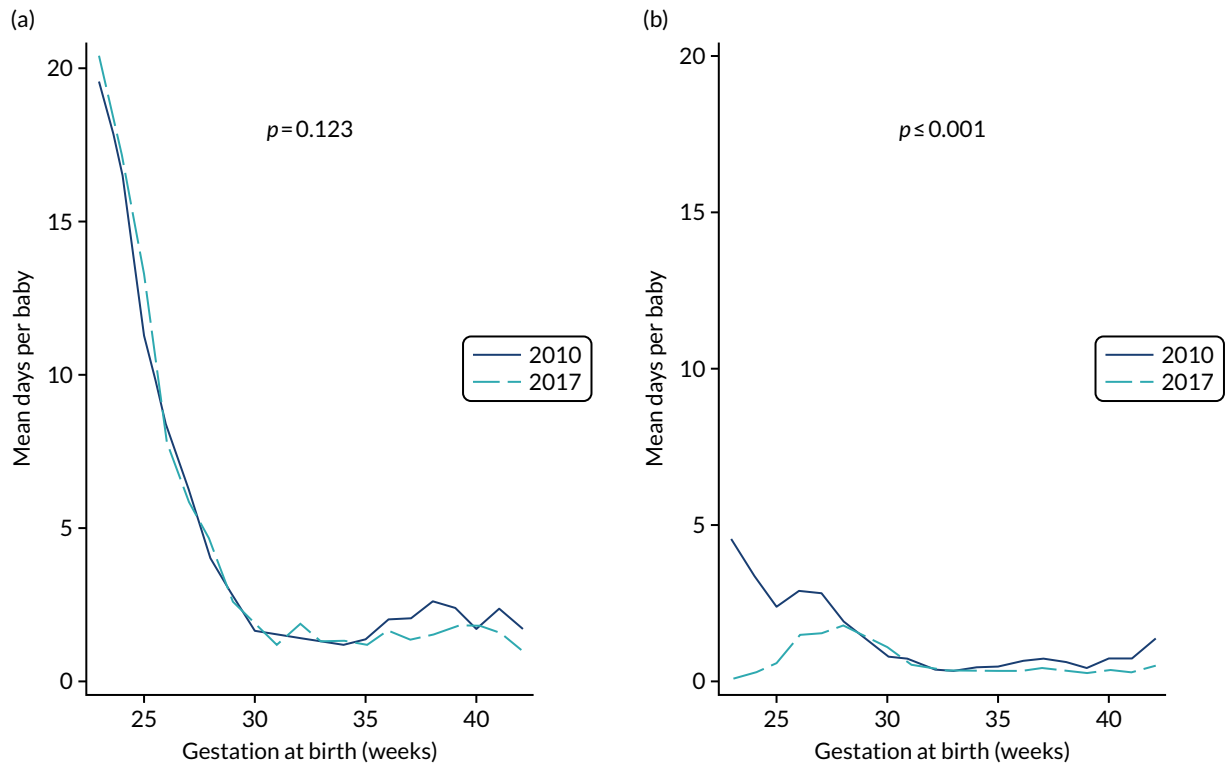 (a)
20
15
10
5
0
Mean days per baby
p=0.123
2010
2017
25 30 35 40
Gestation at birth (weeks)
(b)
20
15
10
5
0
Mean days per baby
p≤0.001
2010
2017
25 30 35 40
Gestation at birth (weeks)